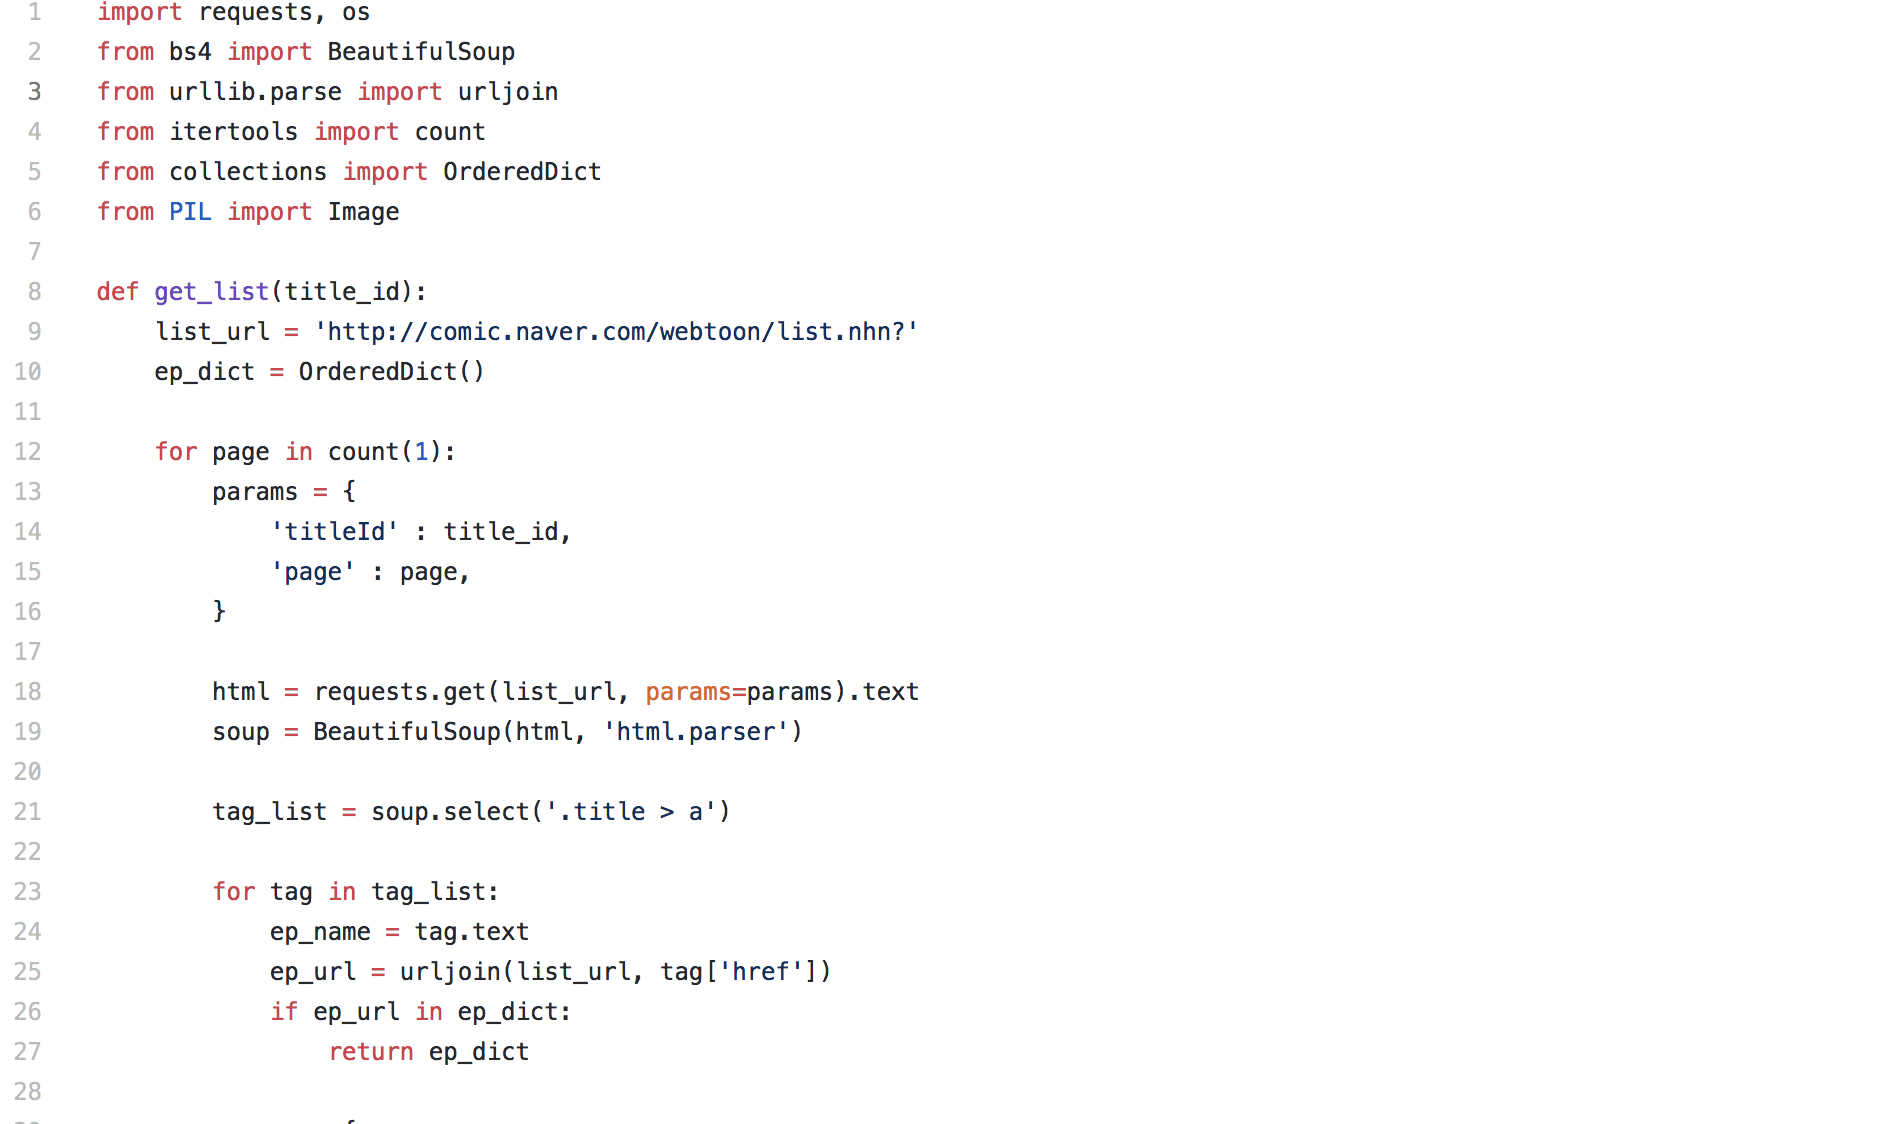 1 import requests, os
2 from bs4 import BeautifulSoup
3 from urllib.parse import urljoin
4 from itertools import count
5 from collections import OrderedDict
6 from PIL import Image
7
8 def get_list(title_id):
9     list_url = 'http://comic.naver.com/webtoon/list.nhn?'
10     ep_dict = OrderedDict()
11
12     for page in count(1):
13         params = {
14             'titleId' : title_id,
15             'page' : page,
16         }
17
18         html = requests.get(list_url, params=params).text
19         soup = BeautifulSoup(html, 'html.parser')
20
21         tag_list = soup.select('.title > a')
22
23         for tag in tag_list:
24             ep_name = tag.text
25             ep_url = urljoin(list_url, tag['href'])
26             if ep_url in ep_dict:
27                 return ep_dict
28